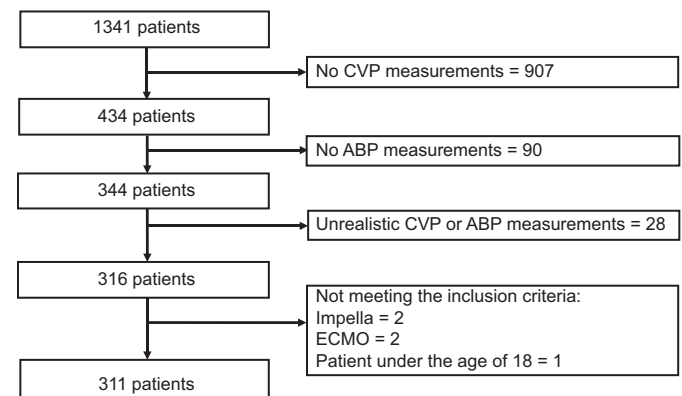 1341 patients
No CVP measurements = 907
434 patients
No ABP measurements = 90
344 patients
Unrealistic CVP or ABP measurements = 28
316 patients
Not meeting the inclusion criteria:
Impella = 2
ECMO = 2
Patient under the age of 18 = 1
311 patients